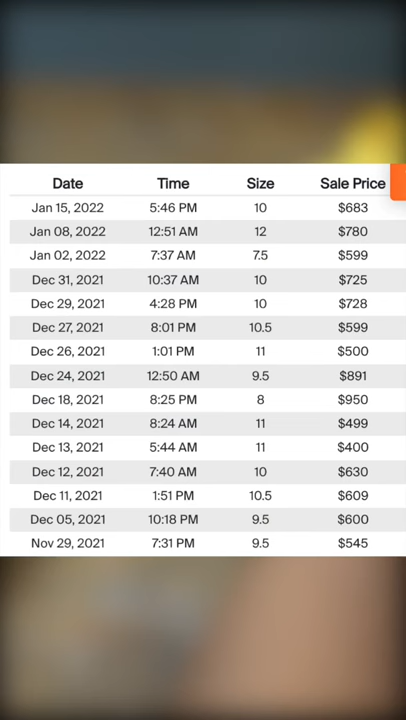 Date Time Size Sale Price
Jan 15, 2022 5:46 PM 10 $683
Jan 08, 2022 12:51 AM 12 $780
Jan 02, 2022 7:37 AM 7.5 $599
Dec 31, 2021 10:37 AM 10 $725
Dec 29, 2021 4:28 PM 10 $728
Dec 27, 2021 8:01 PM 10.5 $599
Dec 26, 2021 1:01 PM 11 $500
Dec 24, 2021 12:50 AM 9.5 $891
Dec 18, 2021 8:25 PM 8 $950
Dec 14, 2021 8:24 AM 11 $499
Dec 13, 2021 5:44 AM 11 $400
Dec 12, 2021 7:40 AM 10 $630
Dec 11, 2021 1:51 PM 10.5 $609
Dec 05, 2021 10:18 PM 9.5 $600
Nov 29, 2021 7:31 PM 9.5 $545